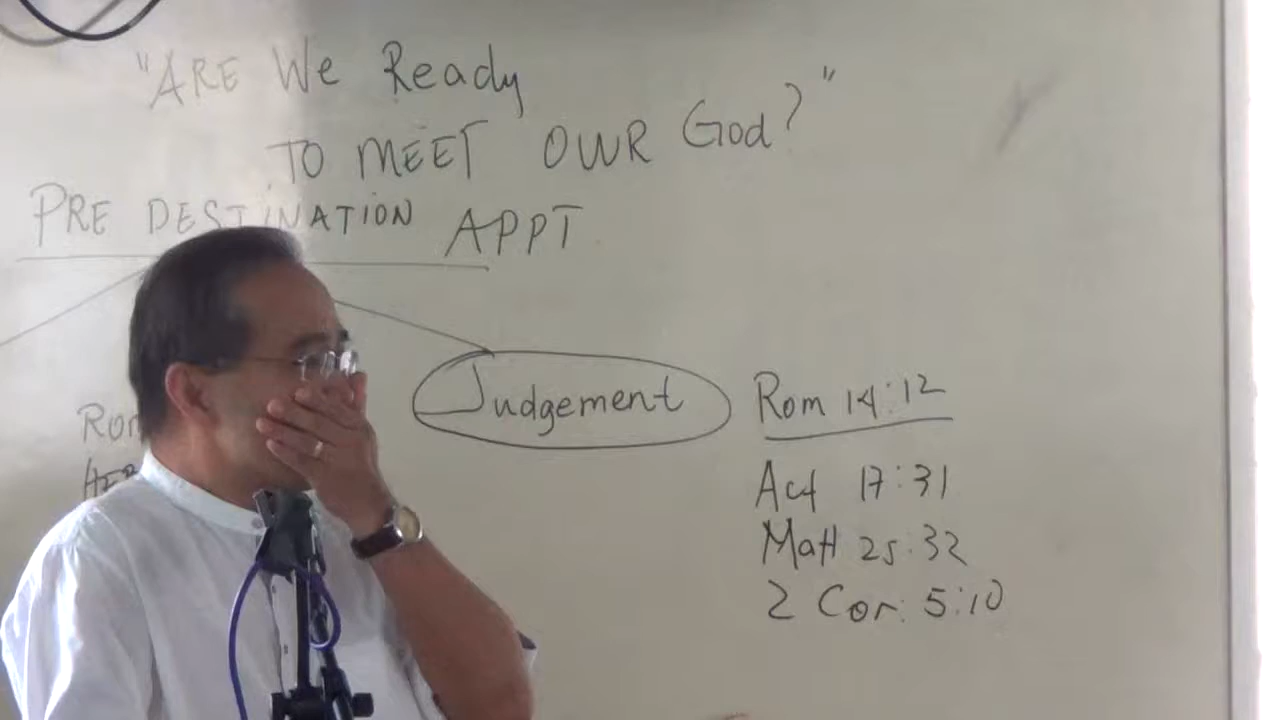 "ARE We Ready
TO MEET OUR God?"
PRE DESTINATION APPT
Judgement
Rom 14:12
Act 17:31
Matt 25:32
2 Cor: 5:10